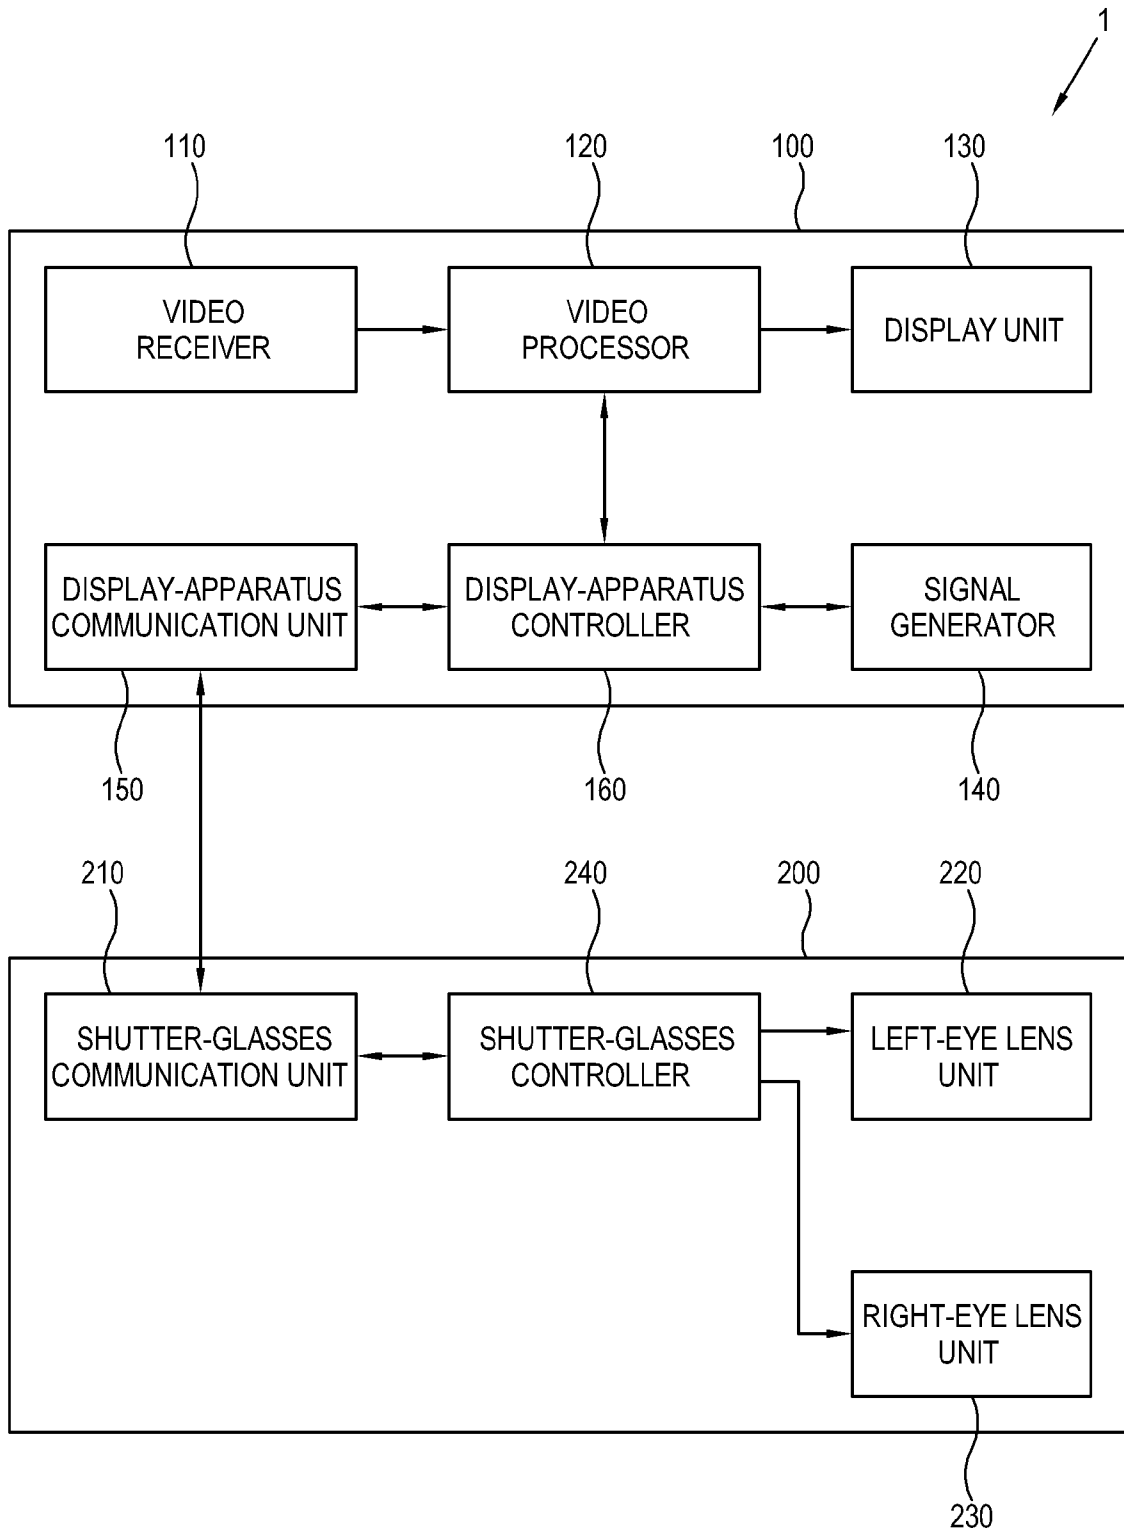 1
110
120
100
130
VIDEO
RECEIVER
VIDEO
PROCESSOR
DISPLAY UNIT
DISPLAY-APPARATUS
COMMUNICATION UNIT
DISPLAY-APPARATUS
CONTROLLER
SIGNAL
GENERATOR
150
160
140
210
240
200
220
SHUTTER-GLASSES
COMMUNICATION UNIT
SHUTTER-GLASSES
CONTROLLER
LEFT-EYE LENS
UNIT
RIGHT-EYE LENS
UNIT
230